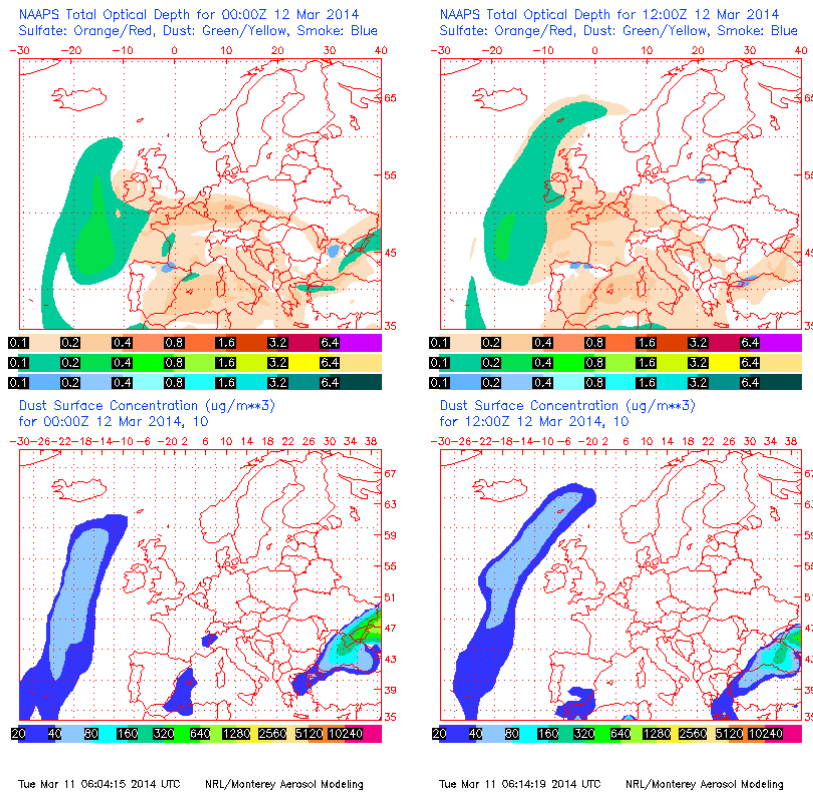 NAAPS Total Optical Depth for 00:00Z 12 Mar 2014
Sulfate: Orange/Red, Dust: Green/Yellow, Smoke: Blue
-30 -20 -10 0 10 20 30 40
65
55
45
35
0.1 0.2 0.4 0.8 1.6 3.2 6.4
0.1 0.2 0.4 0.8 1.6 3.2 6.4
0.1 0.2 0.4 0.8 1.6 3.2 6.4
NAAPS Total Optical Depth for 12:00Z 12 Mar 2014
Sulfate: Orange/Red, Dust: Green/Yellow, Smoke: Blue
-30 -20 -10 0 10 20 30 40
65
55
45
35
0.1 0.2 0.4 0.8 1.6 3.2 6.4
0.1 0.2 0.4 0.8 1.6 3.2 6.4
0.1 0.2 0.4 0.8 1.6 3.2 6.4
Dust Surface Concentration (ug/m**3)
for 00:00Z 12 Mar 2014, 10
-30 -26 -22 -18 -14 -10 -6 -2 0 2 6 10 14 18 22 26 30 34 38
67
63
59
55
51
47
43
39
35
20 40 80 160 320 640 1280 2560 5120 10240
Dust Surface Concentration (ug/m**3)
for 12:00Z 12 Mar 2014, 10
-30 -26 -22 -18 -14 -10 -6 -2 0 2 6 10 14 18 22 26 30 34 38
67
63
59
55
51
47
43
39
35
20 40 80 160 320 640 1280 2560 5120 10240
Tue Mar 11 06:04:15 2014 UTC NRL/Monterey Aerosol Modeling
Tue Mar 11 06:14:19 2014 UTC NRL/Monterey Aerosol Modeling